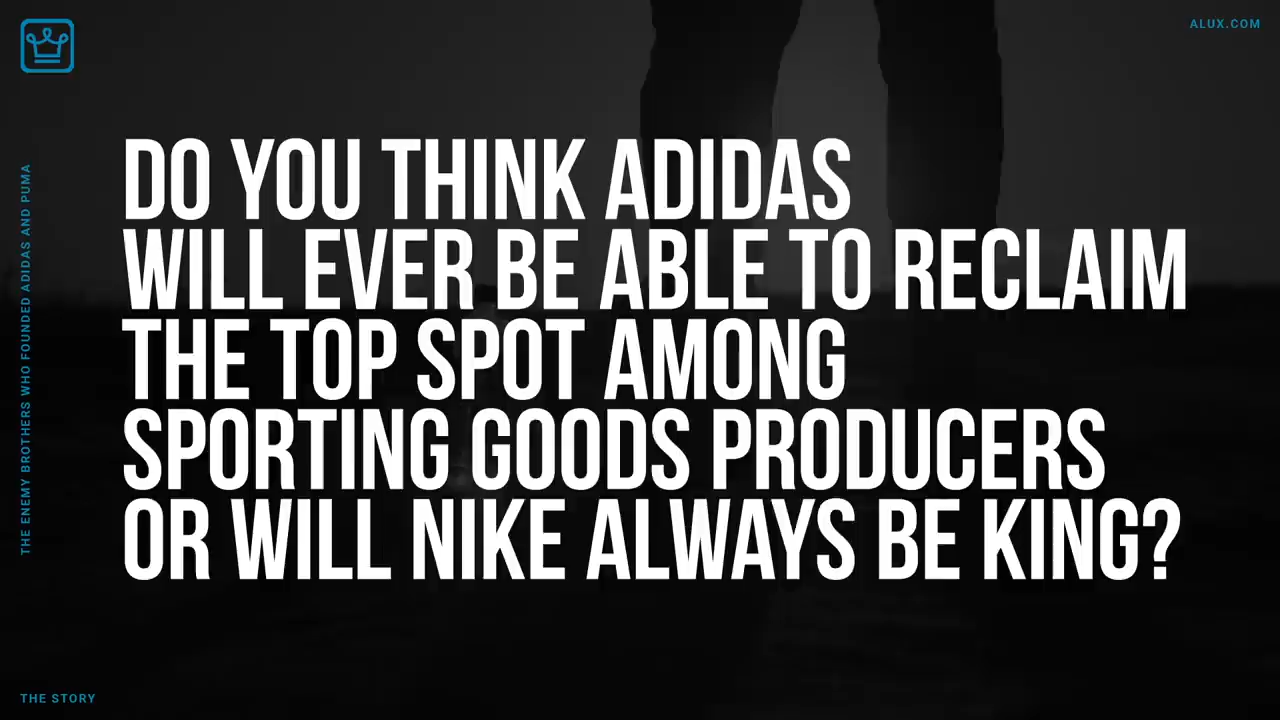 ALUX.COM
THE ENEMY BROTHERS WHO FOUNDED ADIDAS AND PUMA
DO YOU THINK ADIDAS
WILL EVER BE ABLE TO RECLAIM
THE TOP SPOT AMONG
SPORTING GOODS PRODUCERS
OR WILL NIKE ALWAYS BE KING?
THE STORY